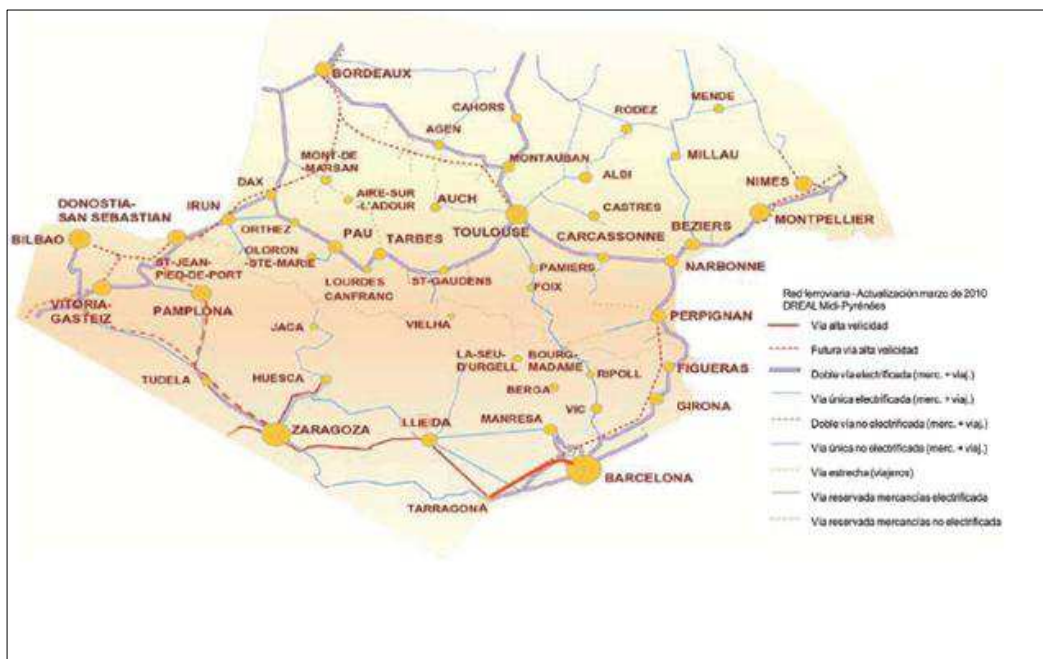 BORDEAUX
MENDE
CAHORS
RODEZ
AGEN
MONT-DE
-MARSAN
MONTAUBAN
MILLAU
ALBI
NIMES
DAX
AIRE-SUR
-L'ADOUR
AUCH
DONOSTIA-
SAN SEBASTIAN
IRUN
CASTRES
MONTPELLIER
ORTHEZ
TOULOUSE
CARCASSONNE
BEZIERS
BILBAO
PAU
TARBES
OLORON
-STE-MARIE
ST-JEAN-
PIED-DE-PORT
ST-GAUDENS
PAMIERS
NARBONNE
LOURDES
CANFRANC
FOIX
VITORIA-
GASTEIZ
PAMPLONA
PERPIGNAN
JACA
VIELHA
LA-SEU-
D'URGELL
BOURG-
MADAME
TUDELA
HUESCA
RIPOLL
FIGUERAS
BERGA
ZARAGOZA
LLIEIDA
MANRESA
VIC
GIRONA
BARCELONA
TARRAGONA
Red ferroviaria - Actualización marzo de 2010
DREAL Midi-Pyrénées
Vía alta velicidad
Futura vía alta velicidad
Doble vía electrificada (merc. + viaj.)
Vía única electrificada (merc. + viaj.)
Doble vía no electrificada (merc. + viaj.)
Vía única no electrificada (merc. + viaj.)
Vía estrecha (viajeros)
Vía reservada mercancías electrificada
Vía reservada mercancías no electrificada